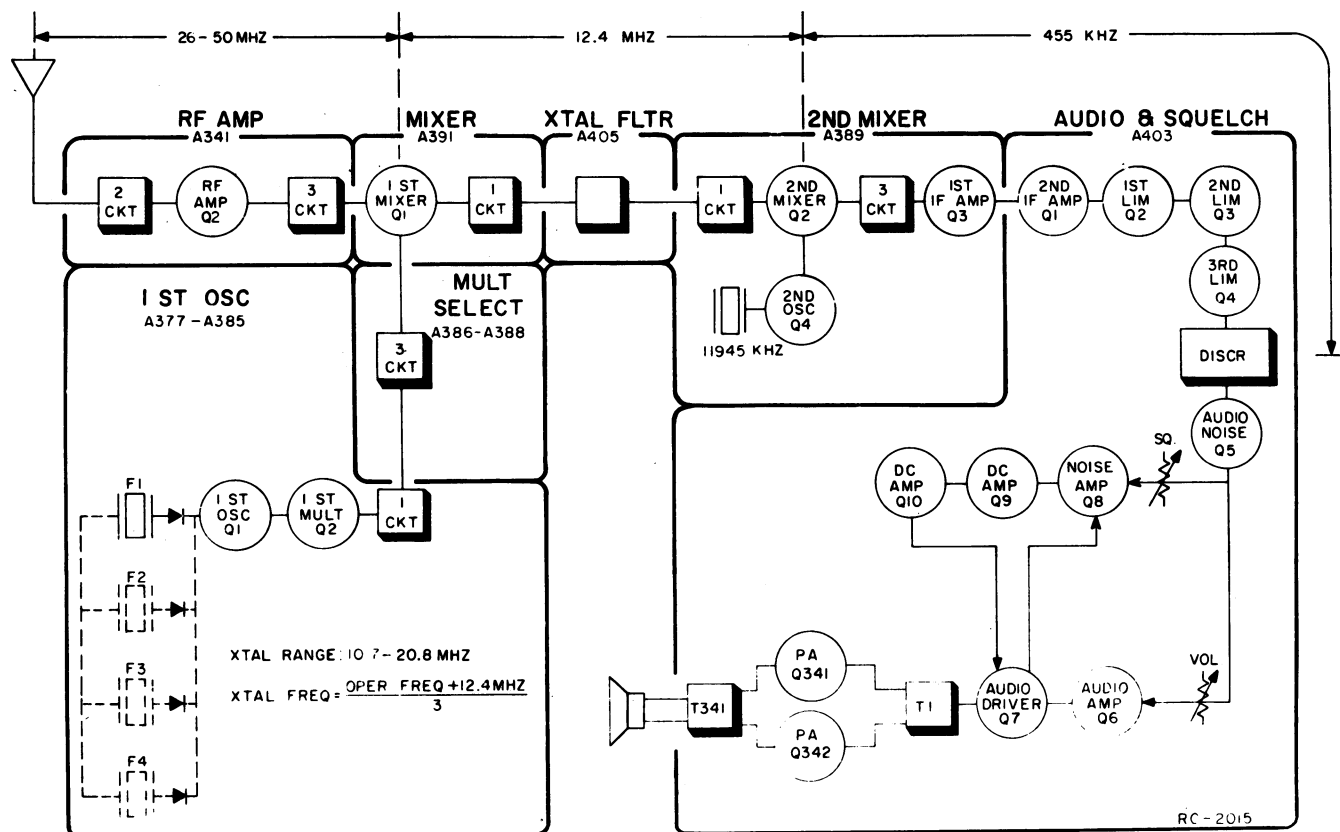 26-50 MHZ
12.4 MHZ
455 KHZ
RF AMP
A341
MIXER
A391
XTAL FLTR
A405
2ND MIXER
A389
AUDIO & SQUELCH
A403
2
CKT
RF
AMP
Q2
3
CKT
1ST
MIXER
Q1
1
CKT
1
CKT
2ND
MIXER
Q2
3
CKT
1ST
IF AMP
Q3
2ND
IF AMP
Q1
1ST
LIM
Q2
2ND
LIM
Q3
3RD
LIM
Q4
1 ST OSC
A377-A385
MULT
SELECT
A386-A388
3
CKT
2ND
OSC
Q4
11945 KHZ
DISCR
AUDIO
NOISE
Q5
SQ.
DC
AMP
Q10
DC
AMP
Q9
NOISE
AMP
Q8
F1
1 ST
OSC
Q1
1 ST
MULT
Q2
1
CKT
F2
F3
F4
XTAL RANGE: 10.7-20.8 MHZ
XTAL FREQ = OPER FREQ +12.4MHZ
3
PA
Q341
PA
Q342
T341
T1
AUDIO
DRIVER
Q7
AUDIO
AMP
Q6
VOL
RC-2015